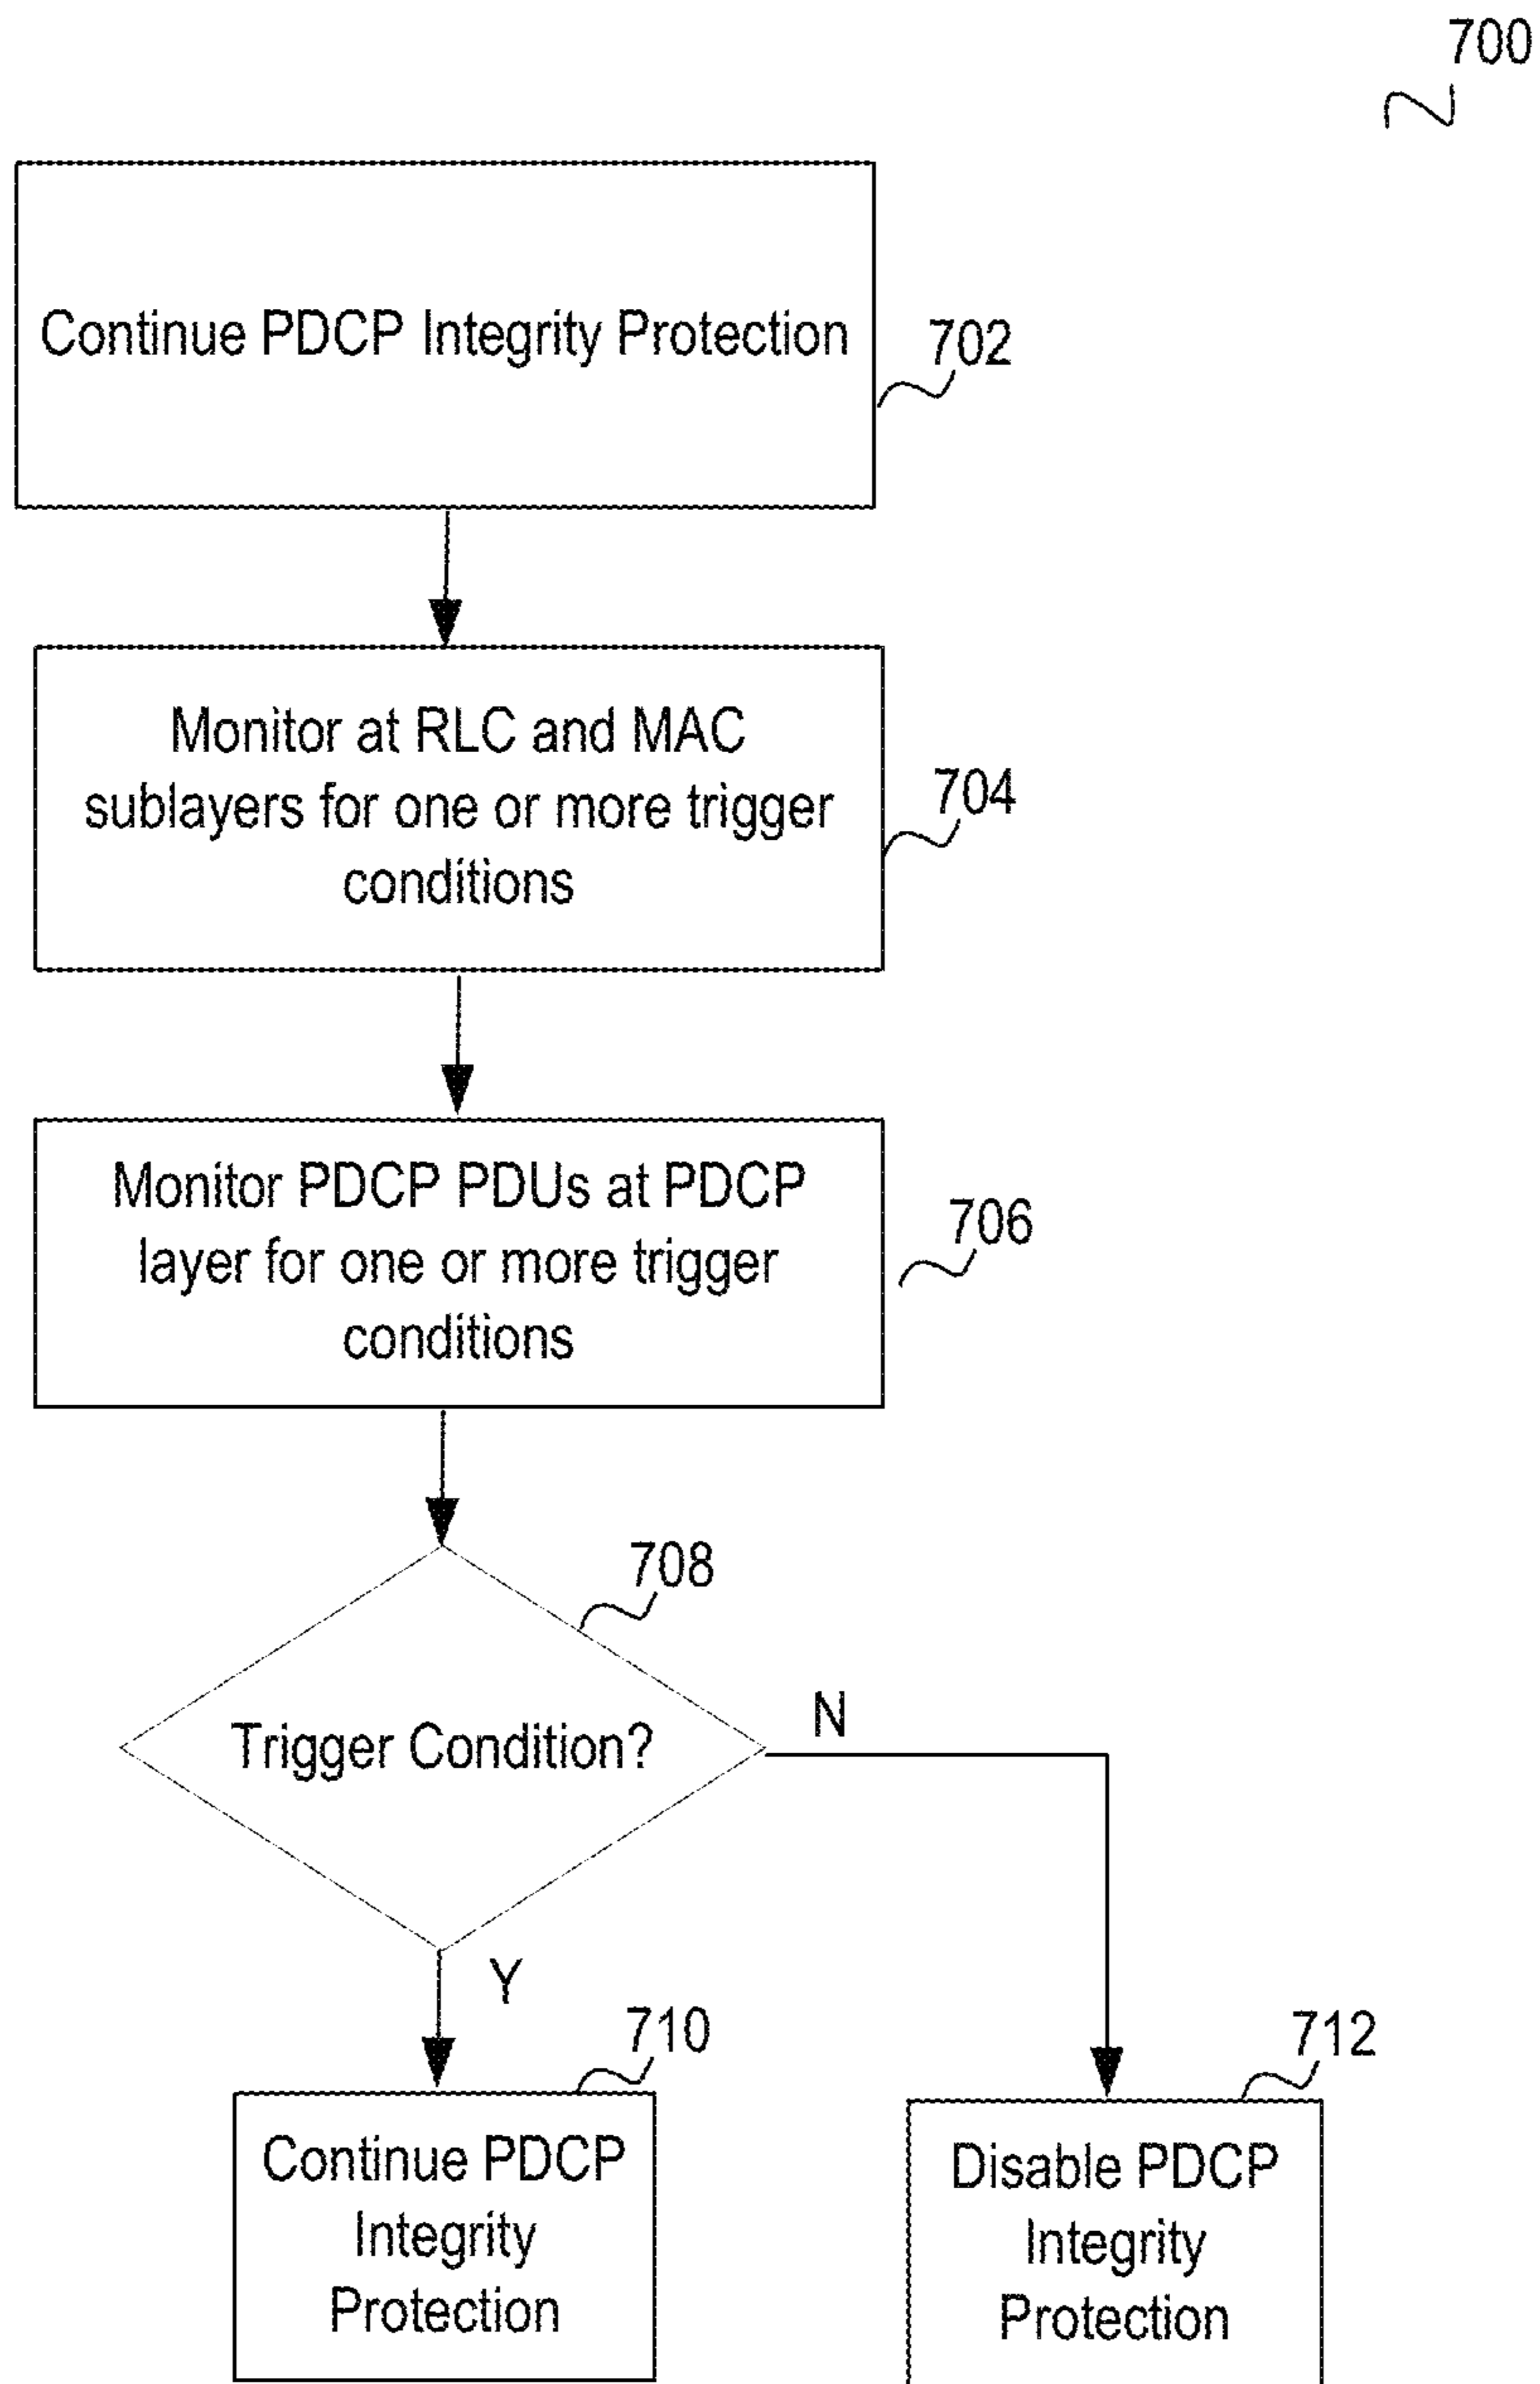 700
Continue PDCP Integrity Protection
702
Monitor at RLC and MAC
sublayers for one or more trigger
conditions
704
Monitor PDCP PDUs at PDCP
layer for one or more trigger
conditions
706
708
Trigger Condition?
N
Y
710
Continue PDCP
Integrity
Protection
712
Disable PDCP
Integrity
Protection